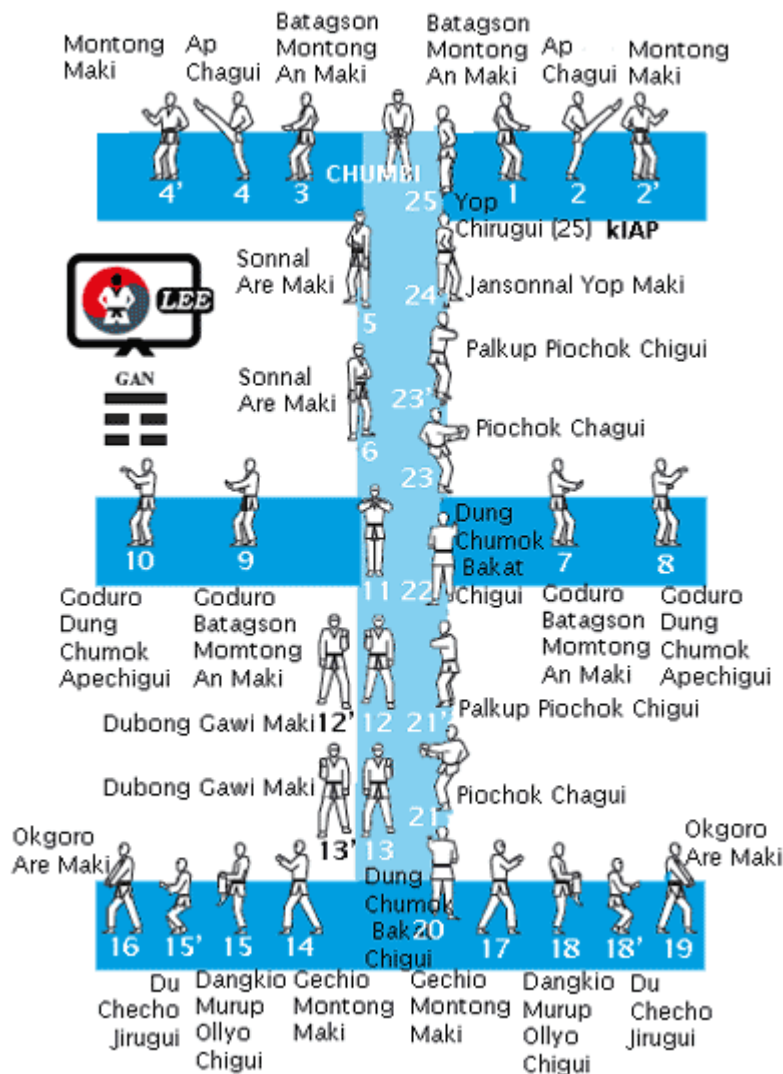 Montong
Maki
Ap
Chagui
Batagson
Montong
An Maki
Batagson
Montong
An Maki
Ap
Chagui
Montong
Maki
4'
4
3
CHUMBI
25
1
2
2'
Yop
Chirugui (25) kIAP
Sonnal
Are Maki
5
24
Jansonnal Yop Maki
LEE
GAN
Palkup Piochok Chigui
23'
Sonnal
Are Maki
6
Piochok Chagui
23
10
9
11
Dung
Chumok
Bakat
Chigui
22
7
8
Goduro
Dung
Chumok
Apechigui
Goduro
Batagson
Momtong
An Maki
Goduro
Batagson
Momtong
An Maki
Goduro
Dung
Chumok
Apechigui
Dubong Gawi Maki
12'
12
21'
Palkup Piochok Chigui
Dubong Gawi Maki
13'
13
21
Piochok Chagui
Okgoro
Are Maki
Okgoro
Are Maki
Dung
Chumok
Bakat
Chigui
16
15'
15
14
20
17
18
18'
19
Du
Checho
Jirugui
Dangkio
Murup
Ollyo
Chigui
Gechio
Montong
Maki
Gechio
Montong
Maki
Dangkio
Murup
Ollyo
Chigui
Du
Checho
Jirugui